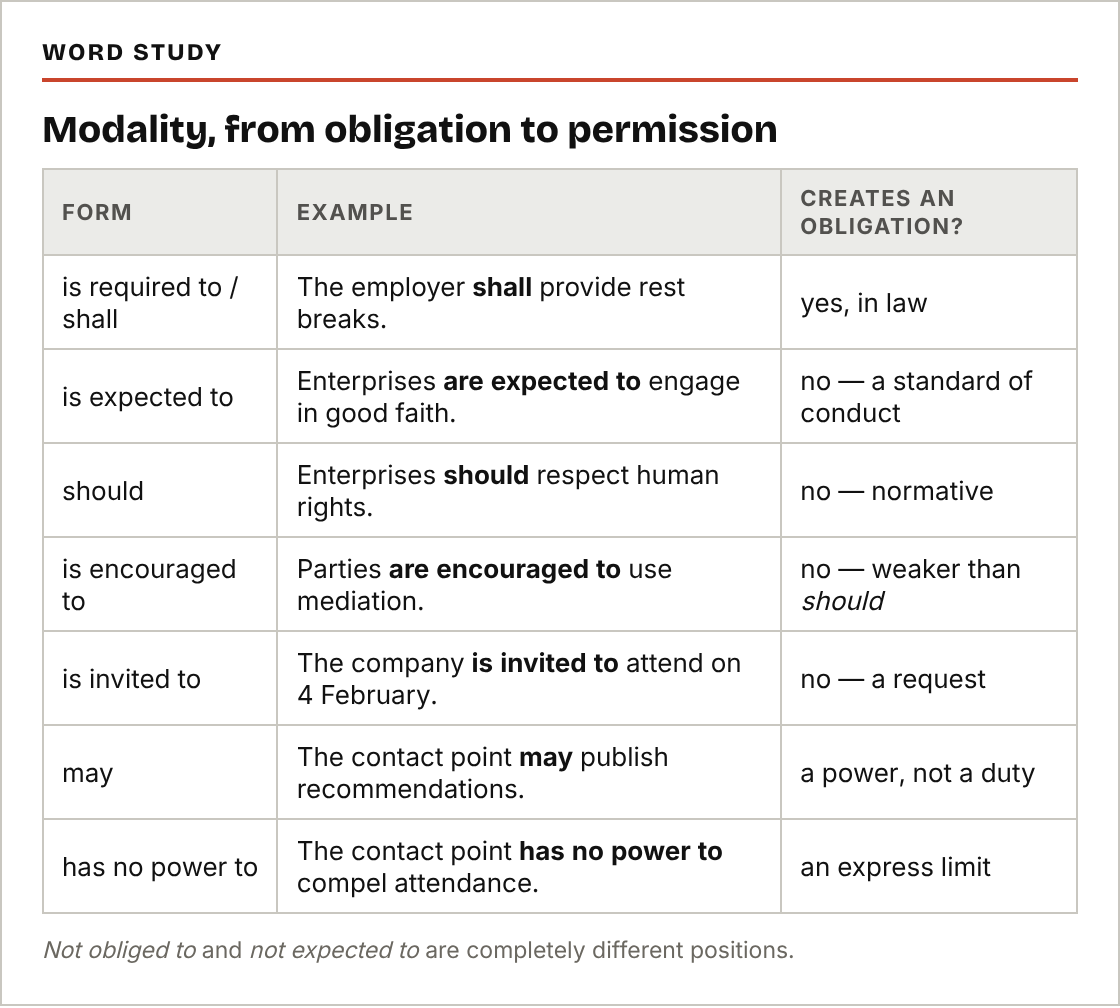 WORD STUDY
Modality, from obligation to permission
FORM
EXAMPLE
CREATES AN
OBLIGATION?
is required to /
shall
The employer shall provide rest
breaks.
yes, in law
is expected to
Enterprises are expected to engage
in good faith.
no — a standard of
conduct
should
Enterprises should respect human
rights.
no — normative
is encouraged
to
Parties are encouraged to use
mediation.
no — weaker than
should
is invited to
The company is invited to attend on
4 February.
no — a request
may
The contact point may publish
recommendations.
a power, not a duty
has no power to
The contact point has no power to
compel attendance.
an express limit
Not obliged to and not expected to are completely different positions.